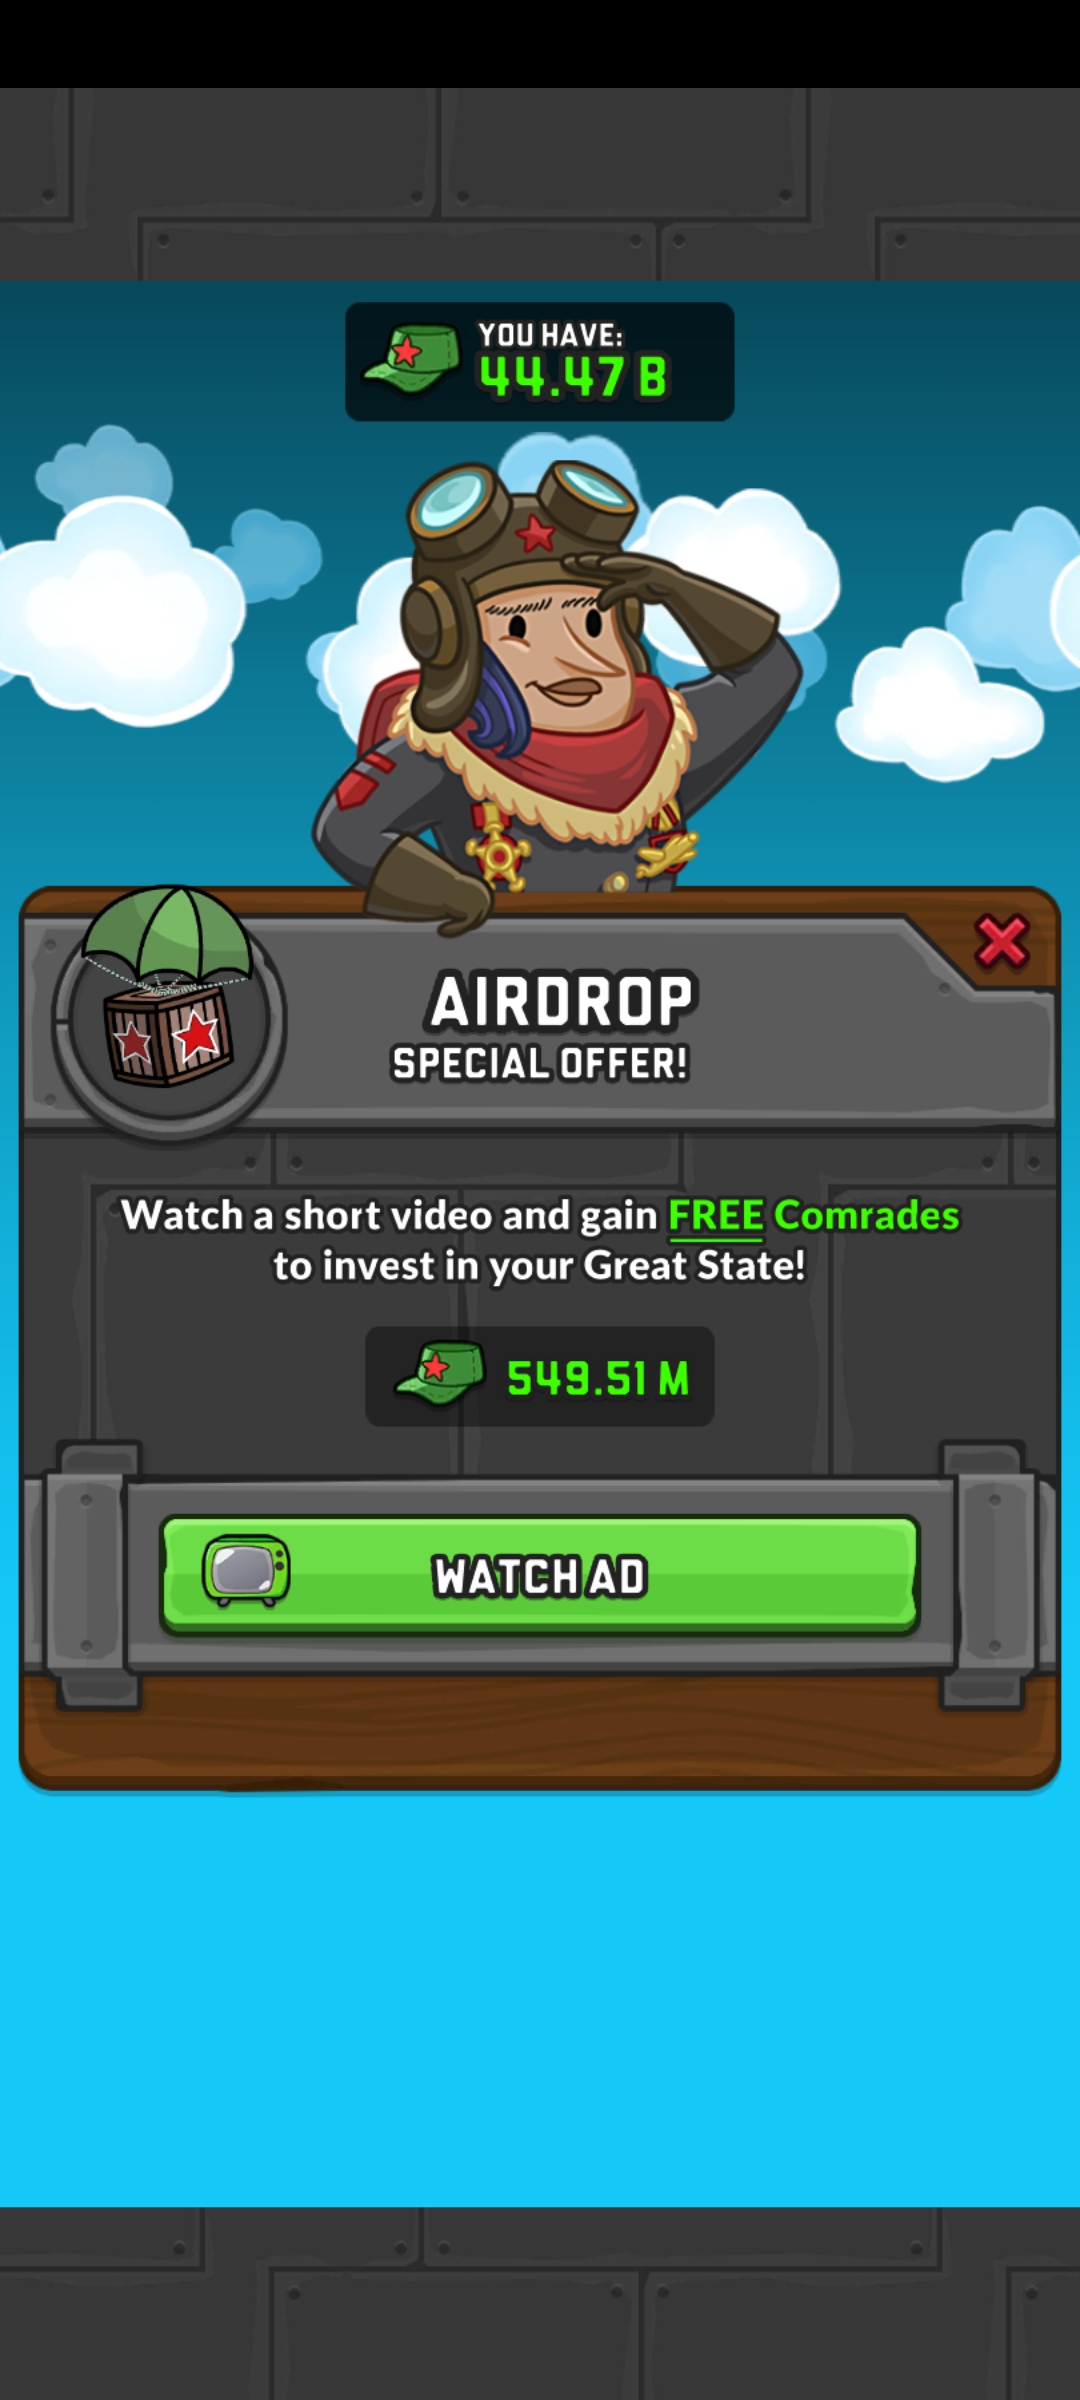 YOU HAVE:
44.47 B
AIRDROP
SPECIAL OFFER!
Watch a short video and gain FREE Comrades
to invest in your Great State!
549.51 M
WATCH AD